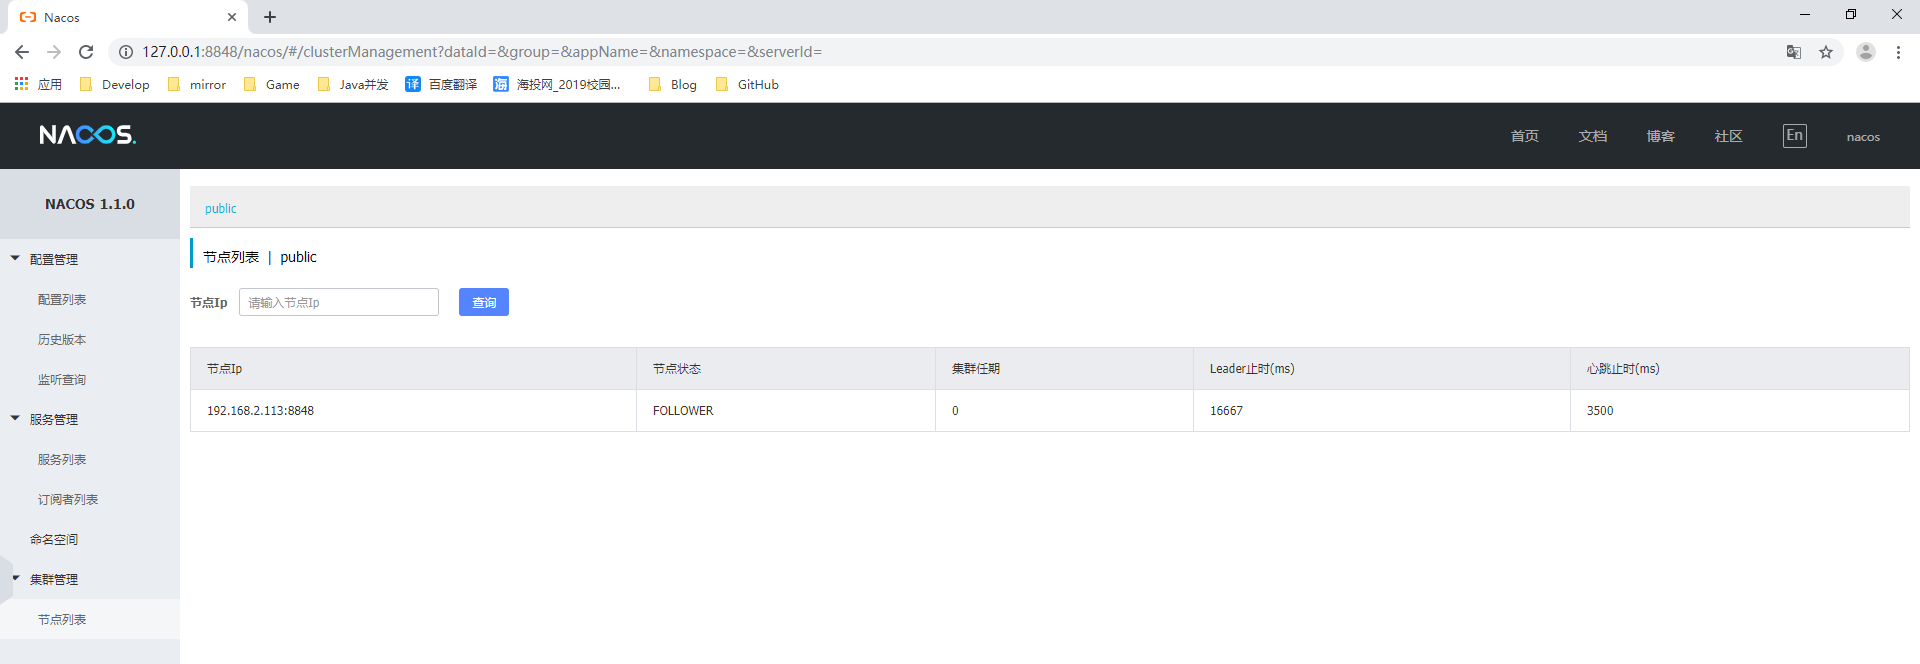 Nacos
127.0.0.1:8848/nacos/#/clusterManagement?dataId=&group=&appName=&namespace=&serverId=
应用 Develop mirror Game Java并发 译 百度翻译 海 海投网_2019校园... Blog GitHub
NACOS. 首页 文档 博客 社区 En nacos
NACOS 1.1.0
配置管理
配置列表
历史版本
监听查询
服务管理
服务列表
订阅者列表
命名空间
集群管理
节点列表
public
节点列表 | public
节点Ip 请输入节点Ip 查询
节点Ip 节点状态 集群任期 Leader止时(ms) 心跳止时(ms)
192.168.2.113:8848 FOLLOWER 0 16667 3500